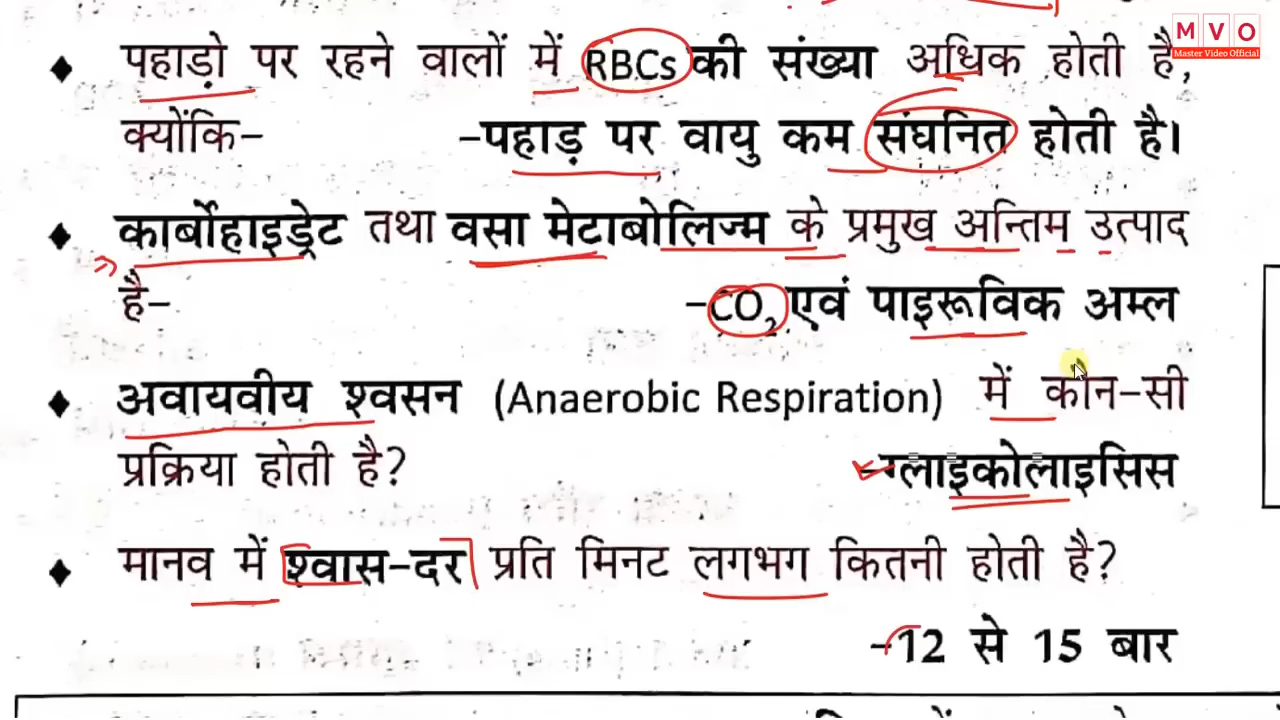 MVO
Master Video Official
♦ पहाड़ो पर रहने वालों में RBCs की संख्या अधिक होती है,
क्योंकि– –पहाड़ पर वायु कम संघनित होती है।
♦ कार्बोहाइड्रेट तथा वसा मेटाबोलिज्म के प्रमुख अन्तिम उत्पाद
है– –CO₂ एवं पाइरूविक अम्ल
♦ अवायवीय श्वसन (Anaerobic Respiration) में कौन–सी
प्रक्रिया होती है? –ग्लाइकोलाइसिस
♦ मानव में श्वास–दर प्रति मिनट लगभग कितनी होती है?
–12 से 15 बार